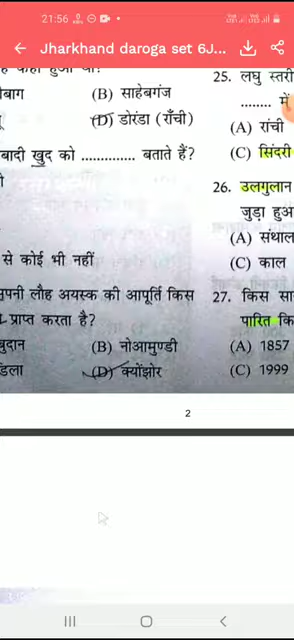 21:56
Jharkhand daroga set 6J...
ह कहा हुआ था?
बाग
(B) साहेबगंज
(D) डोरंडा (राँची)
बादी खुद को .............. बताते हैं?
से कोई भी नहीं
पनी लौह अयस्क की आपूर्ति किस
प्राप्त करता है?
बुदान
(B) नोआमुण्डी
डला
(D) क्योंझोर
25. लघु स्तरी
........ में
(A) रांची
(C) सिंदरी
26. उलगुलान
जुड़ा हुअ
(A) संथाल
(C) काल
27. किस सा
पारित कि
(A) 1857
(C) 1999
2